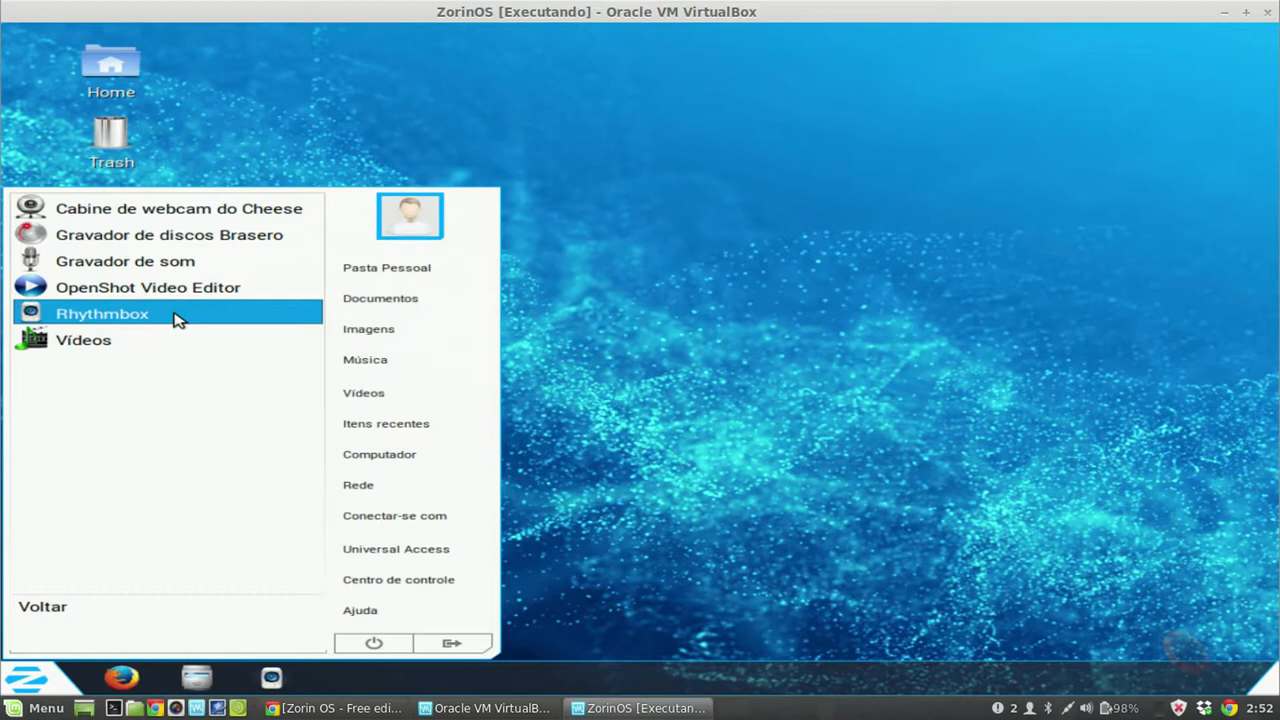 ZorinOS [Executando] - Oracle VM VirtualBox
Home
Trash
Cabine de webcam do Cheese
Gravador de discos Brasero
Gravador de som
OpenShot Video Editor
Rhythmbox
Vídeos
Voltar
Pasta Pessoal
Documentos
Imagens
Música
Vídeos
Itens recentes
Computador
Rede
Conectar-se com
Universal Access
Centro de controle
Ajuda
Menu
[Zorin OS - Free edi...
Oracle VM VirtualB...
ZorinOS [Executan...
2
98%
2:52